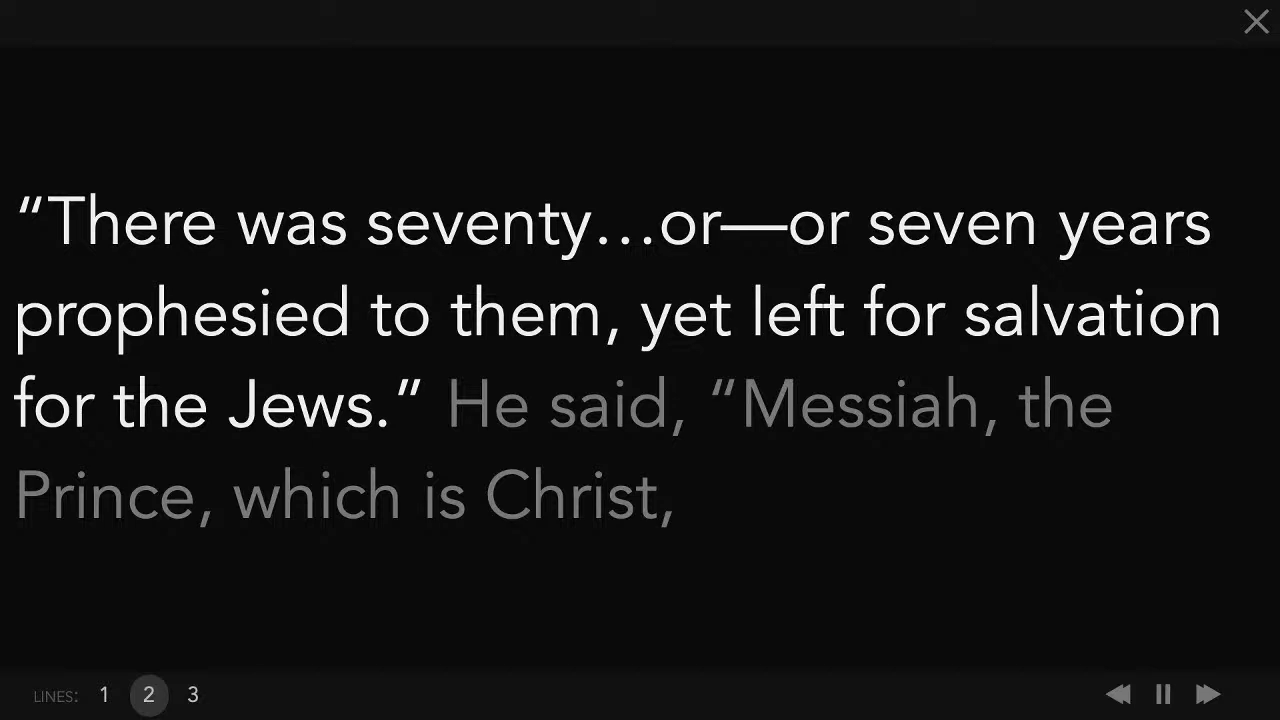 “There was seventy…or—or seven years
prophesied to them, yet left for salvation
for the Jews.” He said, “Messiah, the
Prince, which is Christ,
LINES: 1 2 3